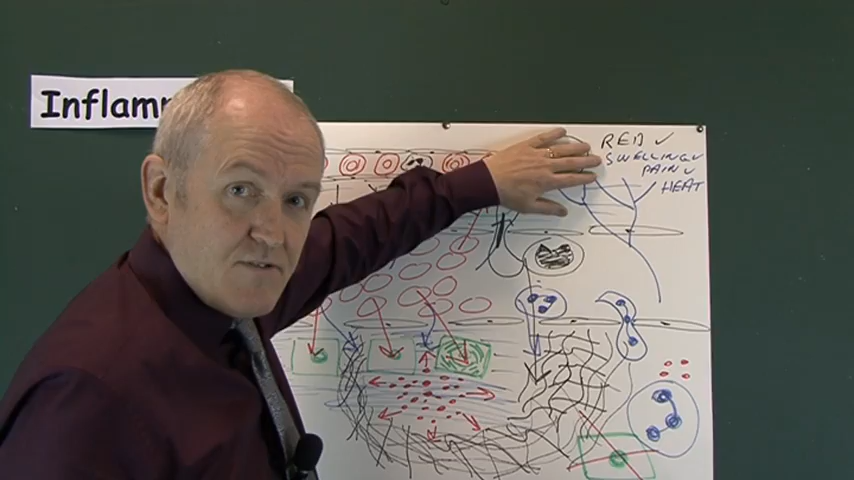 Inflamm
RED ✓
SWELLING ✓
PAIN ✓
HEAT